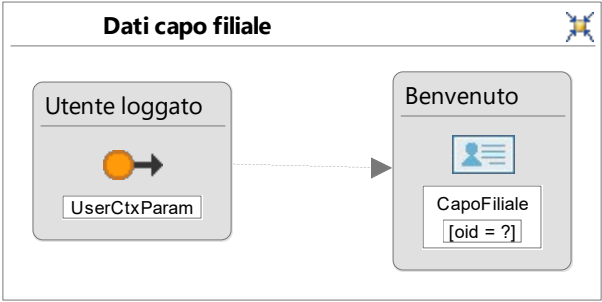 Dati capo filiale
Utente loggato
UserCtxParam
Benvenuto
CapoFiliale
[oid = ?]